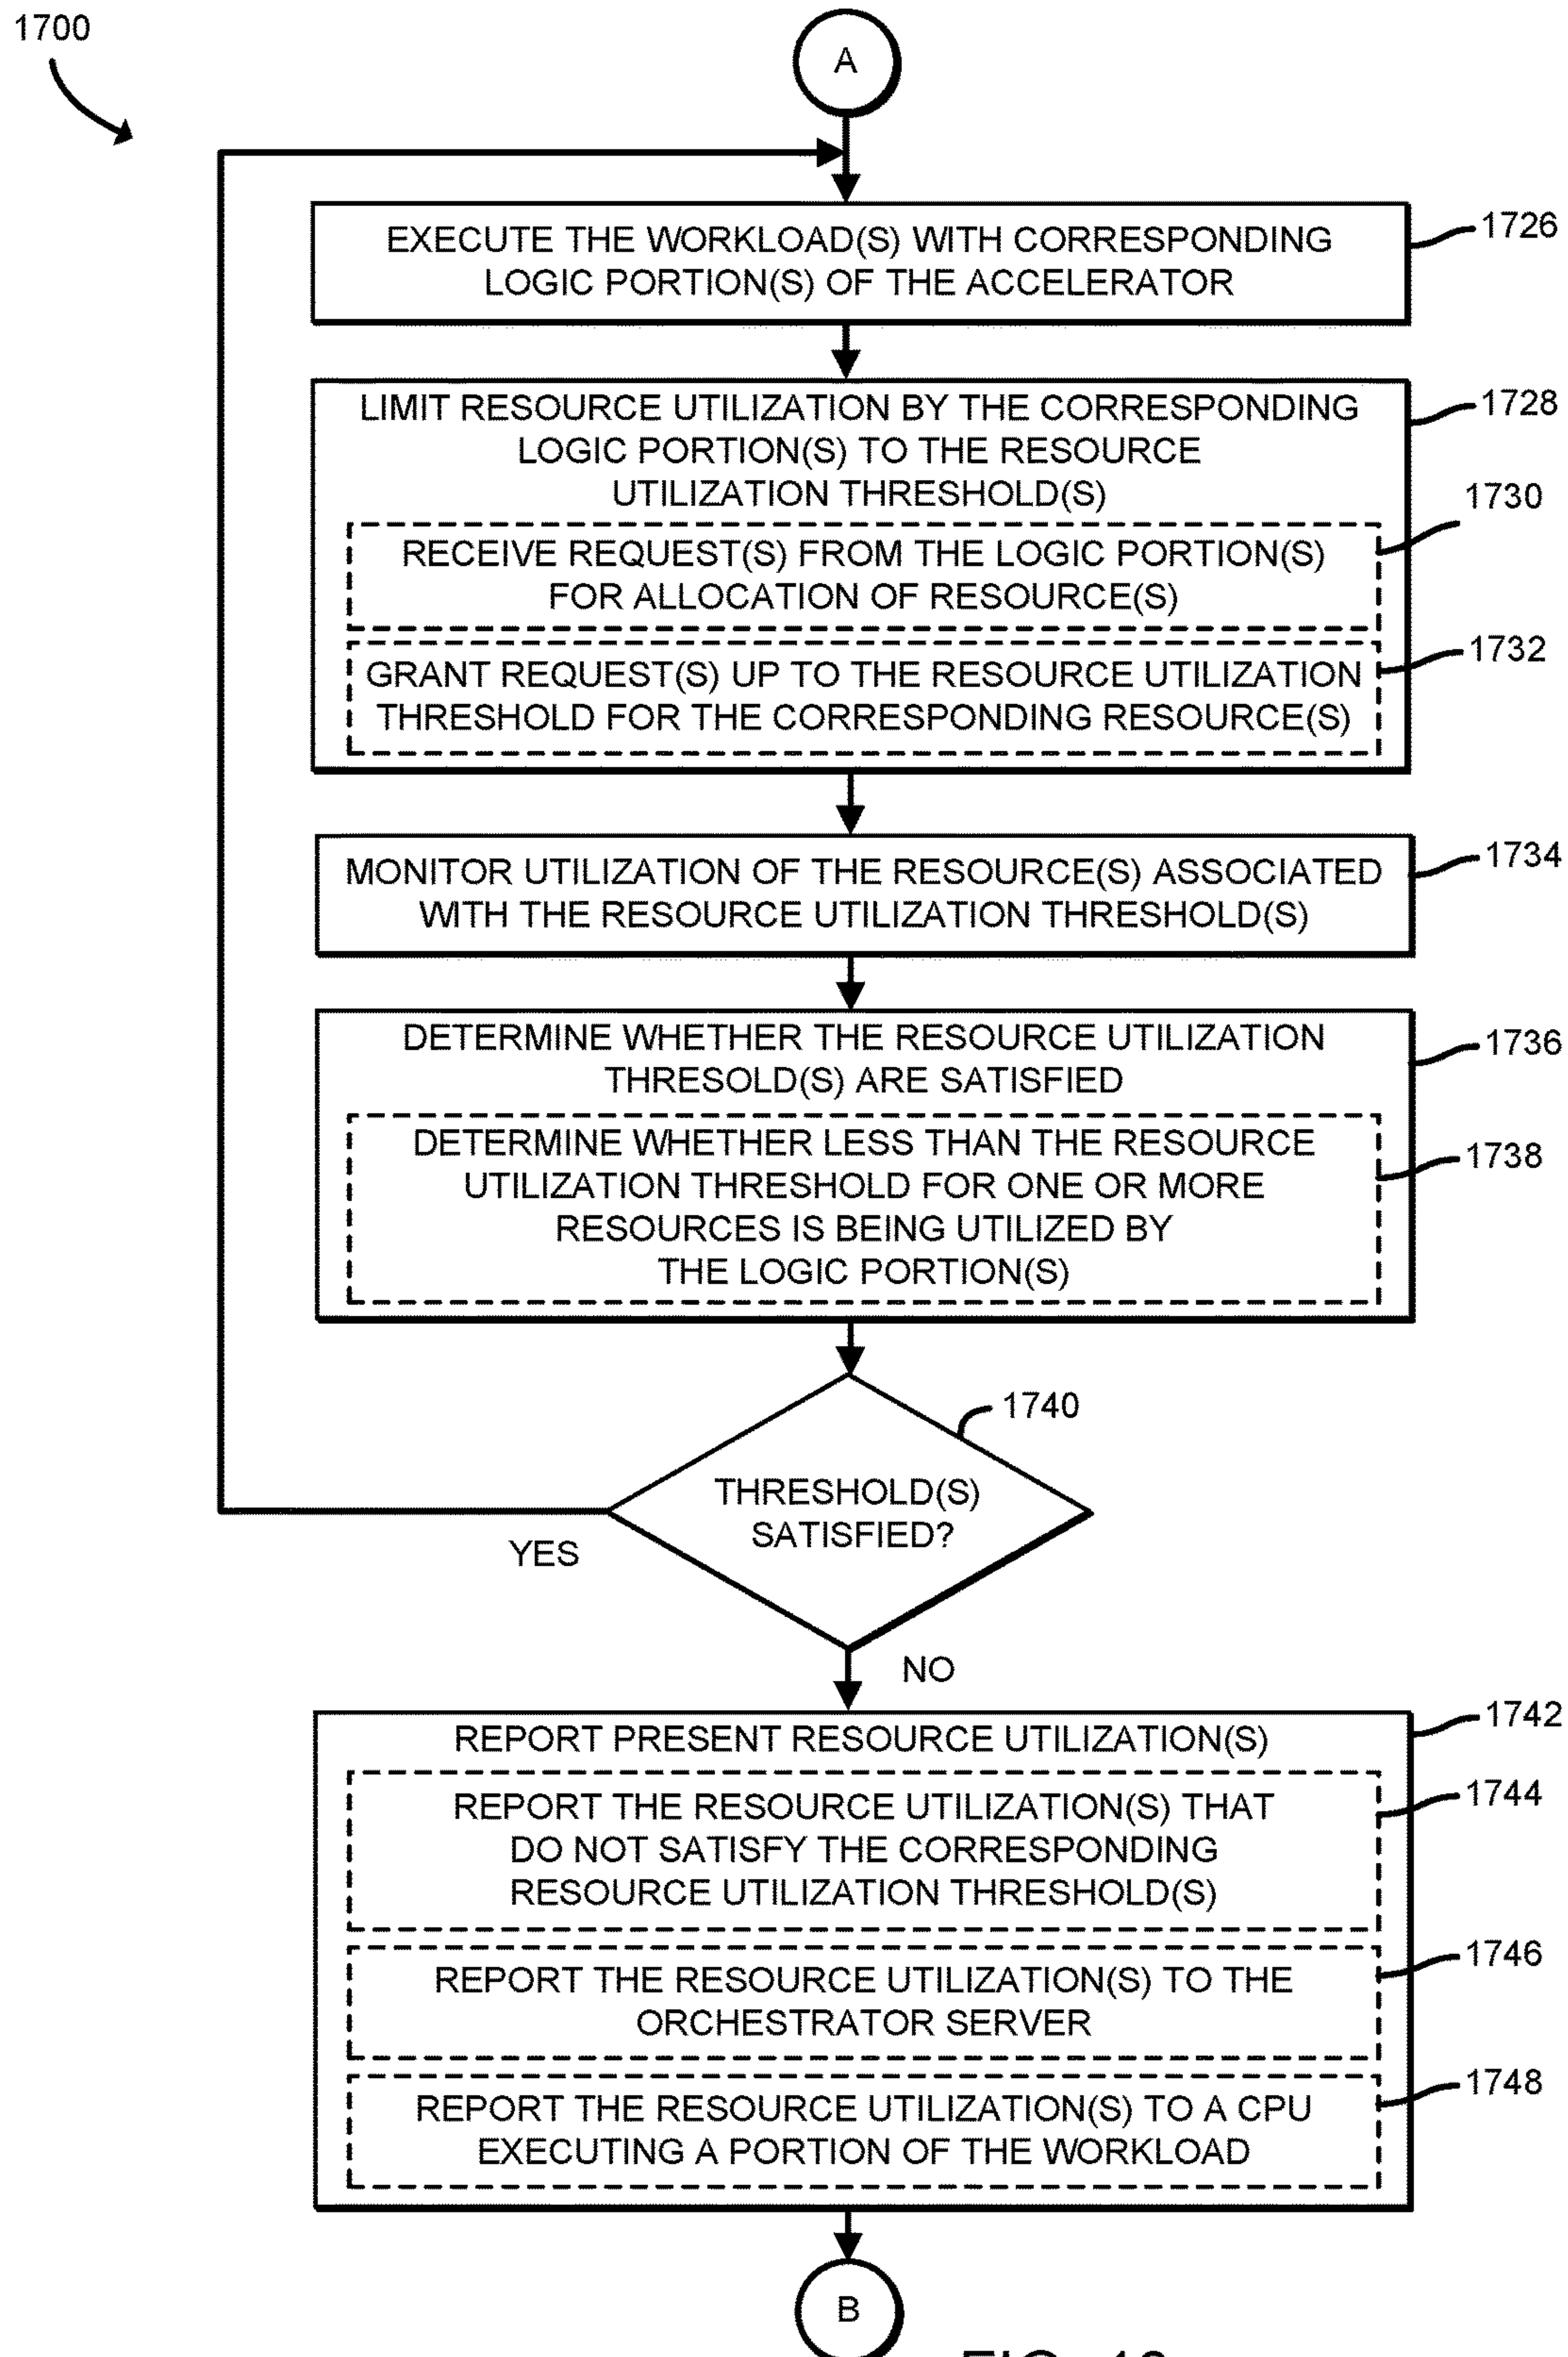 1700
A
EXECUTE THE WORKLOAD(S) WITH CORRESPONDING
LOGIC PORTION(S) OF THE ACCELERATOR
1726
LIMIT RESOURCE UTILIZATION BY THE CORRESPONDING
LOGIC PORTION(S) TO THE RESOURCE
UTILIZATION THRESHOLD(S)
1728
RECEIVE REQUEST(S) FROM THE LOGIC PORTION(S)
FOR ALLOCATION OF RESOURCE(S)
1730
GRANT REQUEST(S) UP TO THE RESOURCE UTILIZATION
THRESHOLD FOR THE CORRESPONDING RESOURCE(S)
1732
MONITOR UTILIZATION OF THE RESOURCE(S) ASSOCIATED
WITH THE RESOURCE UTILIZATION THRESHOLD(S)
1734
DETERMINE WHETHER THE RESOURCE UTILIZATION
THRESOLD(S) ARE SATISFIED
1736
DETERMINE WHETHER LESS THAN THE RESOURCE
UTILIZATION THRESHOLD FOR ONE OR MORE
RESOURCES IS BEING UTILIZED BY
THE LOGIC PORTION(S)
1738
1740
THRESHOLD(S)
SATISFIED?
YES
NO
REPORT PRESENT RESOURCE UTILIZATION(S)
1742
REPORT THE RESOURCE UTILIZATION(S) THAT
DO NOT SATISFY THE CORRESPONDING
RESOURCE UTILIZATION THRESHOLD(S)
1744
REPORT THE RESOURCE UTILIZATION(S) TO THE
ORCHESTRATOR SERVER
1746
REPORT THE RESOURCE UTILIZATION(S) TO A CPU
EXECUTING A PORTION OF THE WORKLOAD
1748
B